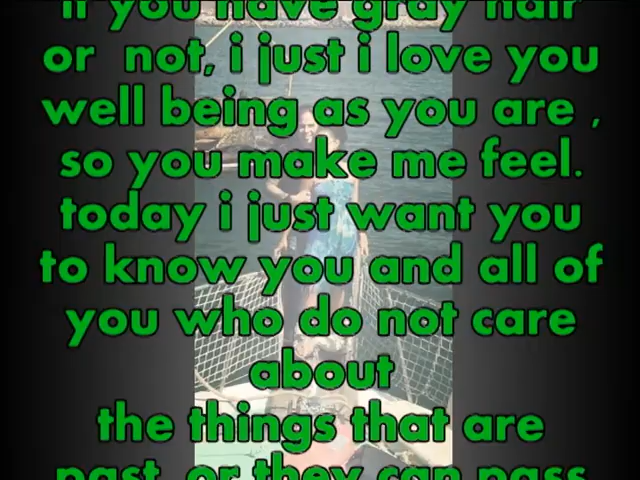 if you have gray hair
or not, i just i love you
well being as you are ,
so you make me feel.
today i just want you
to know you and all of
you who do not care
about
the things that are
past, or they can pass